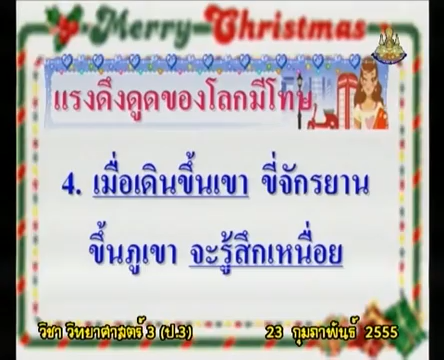 Merry Christmas
แรงดึงดูดของโลกมีโทษ
4. เมื่อเดินขึ้นเขา ขี่จักรยาน
ขึ้นภูเขา จะรู้สึกเหนื่อย
วิชา วิทยาศาสตร์ 3 (ป.3) 23 กุมภาพันธ์ 2555